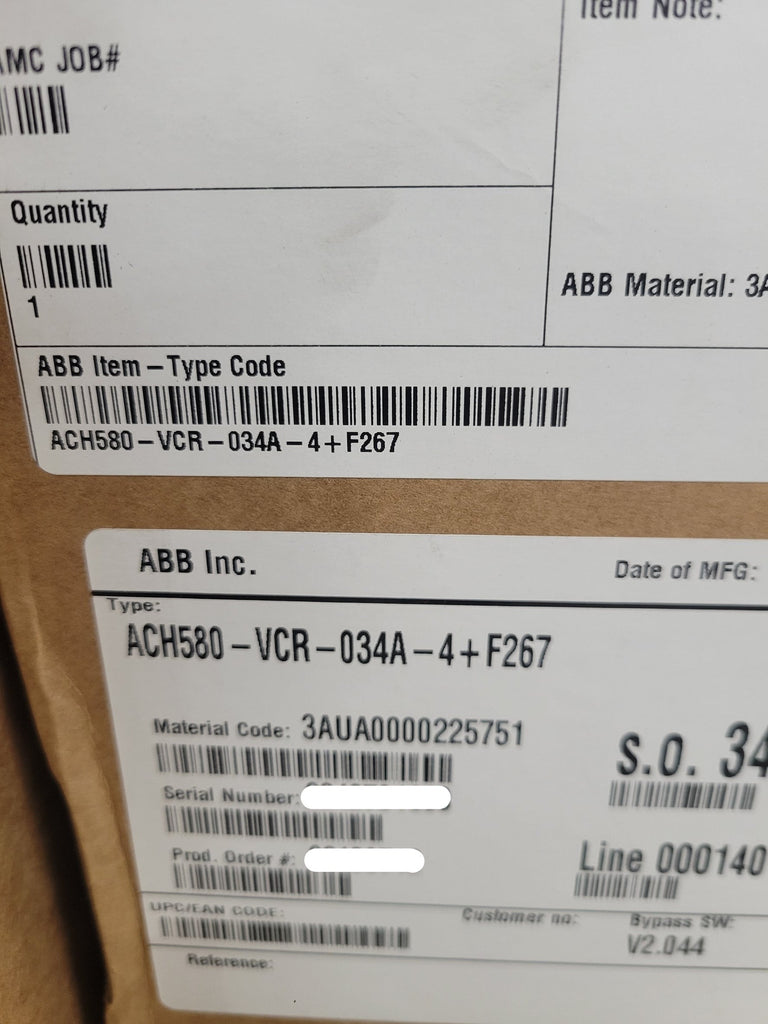 Item Note:
MC JOB#
Quantity
1
ABB Material: 3A
ABB Item-Type Code
ACH580-VCR-034A-4+F267
ABB Inc.
Date of MFG:
Type:
ACH580-VCR-034A-4+F267
Material Code: 3AUA0000225751
S.O. 34
Serial Number:
Prod. Order #:
Line 000140
UPC/EAN CODE:
Customer no:
Bypass SW:
V2.044
Reference: